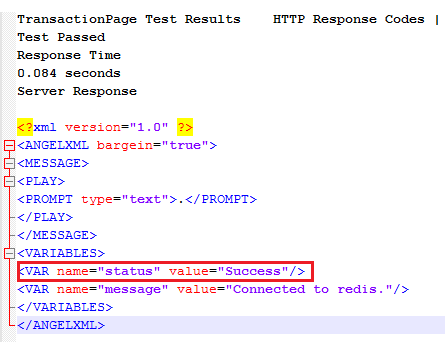 TransactionPage Test Results    HTTP Response Codes |
Test Passed
Response Time
0.084 seconds
Server Response
<?xml version="1.0" ?>
<ANGELXML bargein="true">
<MESSAGE>
<PLAY>
<PROMPT type="text">.</PROMPT>
</PLAY>
</MESSAGE>
<VARIABLES>
<VAR name="status" value="Success"/>
<VAR name="message" value="Connected to redis."/>
</VARIABLES>
</ANGELXML>